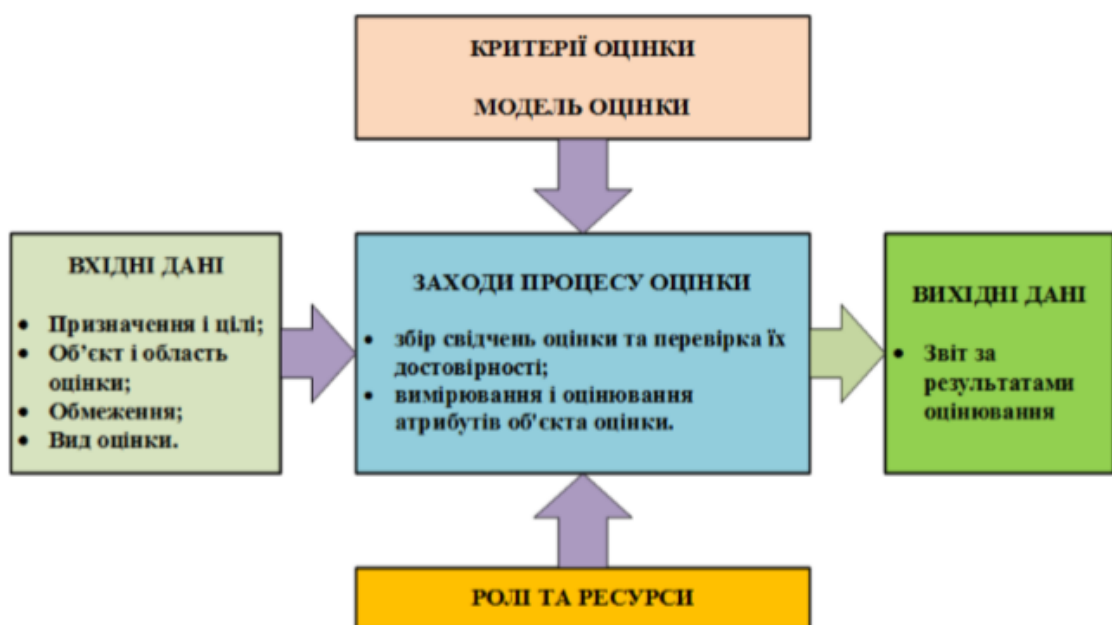 КРИТЕРІЇ ОЦІНКИ
МОДЕЛЬ ОЦІНКИ
ВХІДНІ ДАНІ
• Призначення і цілі;
• Об’єкт і область
оцінки;
• Обмеження;
• Вид оцінки.
ЗАХОДИ ПРОЦЕСУ ОЦІНКИ
• збір свідчень оцінки та перевірка їх
достовірності;
• вимірювання і оцінювання
атрибутів об'єкта оцінки.
ВИХІДНІ ДАНІ
• Звіт за
результатами
оцінювання
РОЛІ ТА РЕСУРСИ